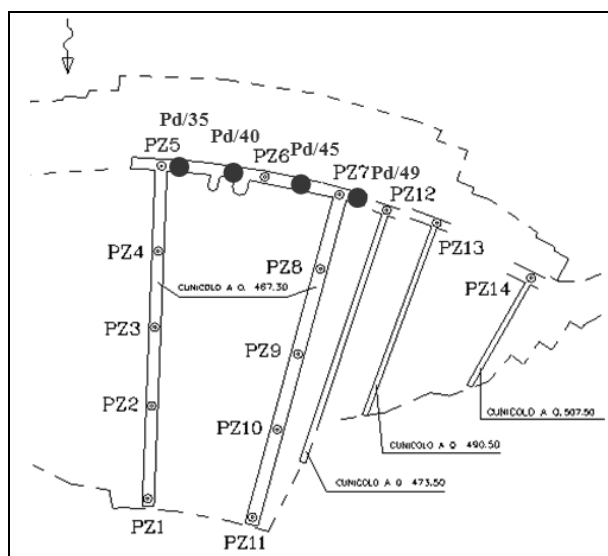 Pd/35
Pd/40
PZ5
PZ6
Pd/45
PZ7
Pd/49
PZ12
PZ13
PZ4
PZ8
PZ14
CUNICOLO A Q. 467.30
PZ3
PZ9
PZ2
PZ10
CUNICOLO A Q. 507.50
CUNICOLO A Q 490.50
CUNICOLO A Q 473.50
PZ1
PZ11